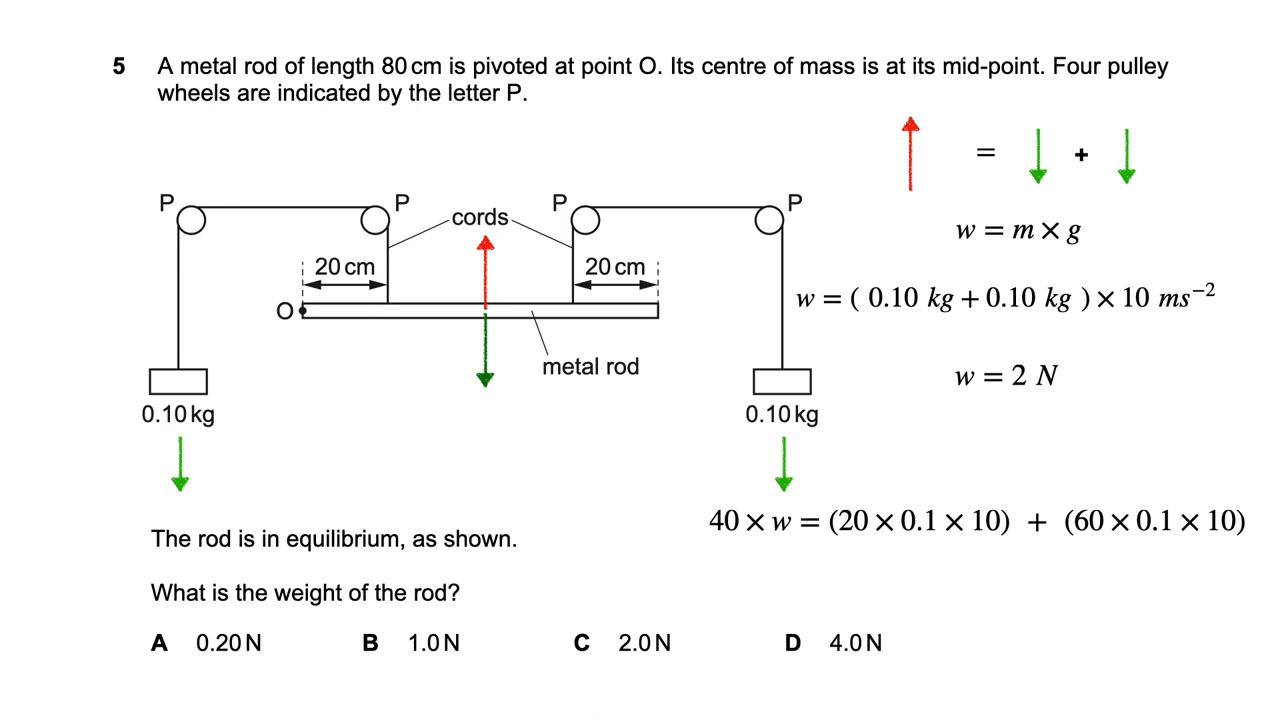 5 A metal rod of length 80 cm is pivoted at point O. Its centre of mass is at its mid-point. Four pulley
wheels are indicated by the letter P.
= +
P P P P
cords
w = m × g
20 cm 20 cm
w = ( 0.10 kg + 0.10 kg ) × 10 ms⁻²
O
metal rod
w = 2 N
0.10 kg 0.10 kg
40 × w = (20 × 0.1 × 10) + (60 × 0.1 × 10)
The rod is in equilibrium, as shown.
What is the weight of the rod?
A 0.20 N B 1.0 N C 2.0 N D 4.0 N